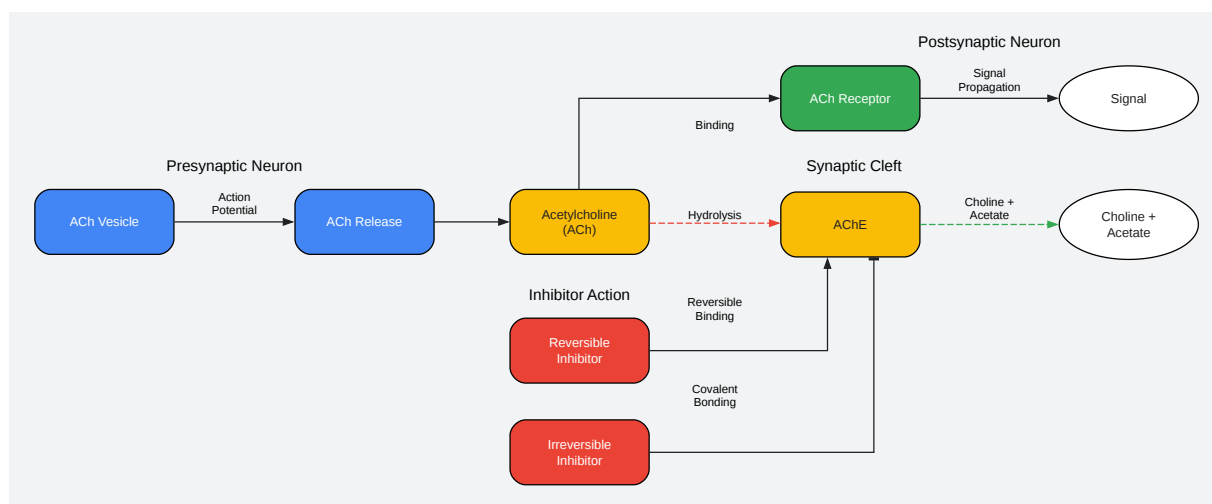 Postsynaptic Neuron
ACh Receptor
Signal
Propagation
Signal
Binding
Presynaptic Neuron
Synaptic Cleft
ACh Vesicle
Action
Potential
ACh Release
Acetylcholine
(ACh)
Hydrolysis
AChE
Choline +
Acetate
Choline +
Acetate
Inhibitor Action
Reversible
Binding
Reversible
Inhibitor
Covalent
Bonding
Irreversible
Inhibitor